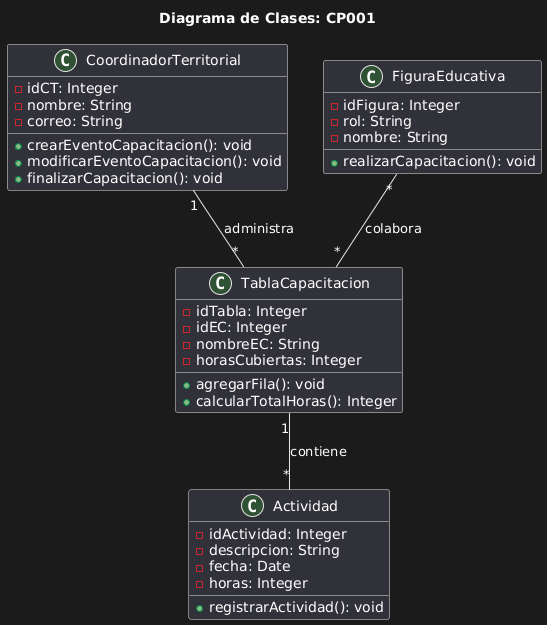 Diagrama de Clases: CP001
C CoordinadorTerritorial
idCT: Integer
nombre: String
correo: String
crearEventoCapacitacion(): void
modificarEventoCapacitacion(): void
finalizarCapacitacion(): void
C FiguraEducativa
idFigura: Integer
rol: String
nombre: String
realizarCapacitacion(): void
1
administra
*
*
colabora
*
C TablaCapacitacion
idTabla: Integer
idEC: Integer
nombreEC: String
horasCubiertas: Integer
agregarFila(): void
calcularTotalHoras(): Integer
1
contiene
*
C Actividad
idActividad: Integer
descripcion: String
fecha: Date
horas: Integer
registrarActividad(): void